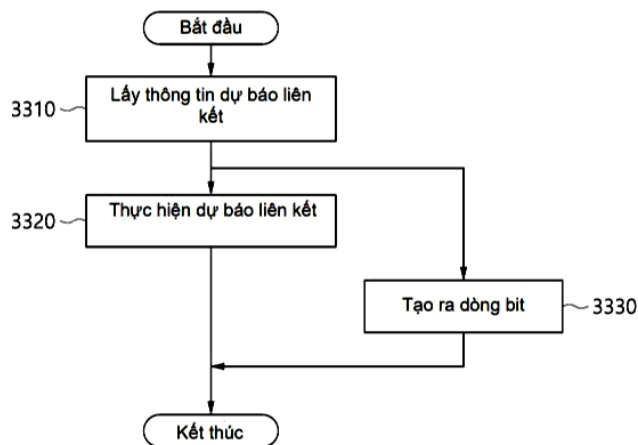 Bắt đầu
3310
Lấy thông tin dự báo liên
kết
3320
Thực hiện dự báo liên kết
Tạo ra dòng bit
3330
Kết thúc